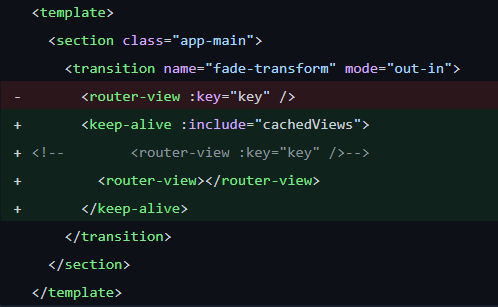 <template>
  <section class="app-main">
    <transition name="fade-transform" mode="out-in">
-      <router-view :key="key" />
+      <keep-alive :include="cachedViews">
+ <!--        <router-view :key="key" />-->
+        <router-view></router-view>
+      </keep-alive>
    </transition>
  </section>
</template>